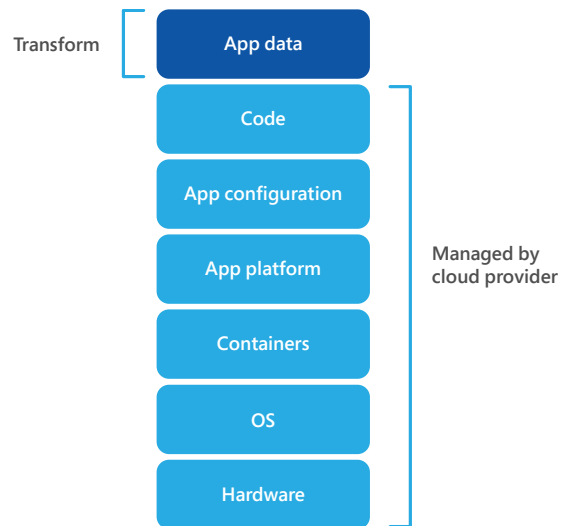 Transform
App data
Code
App configuration
App platform
Managed by
cloud provider
Containers
OS
Hardware